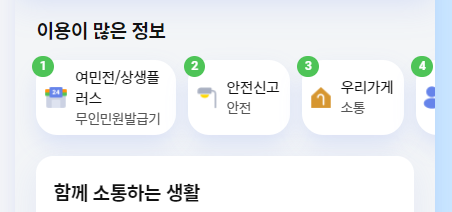 이용이 많은 정보
1
여민전/상생플
러스
무인민원발급기
24
2
안전신고
안전
3
우리가게
소통
4
함께 소통하는 생활